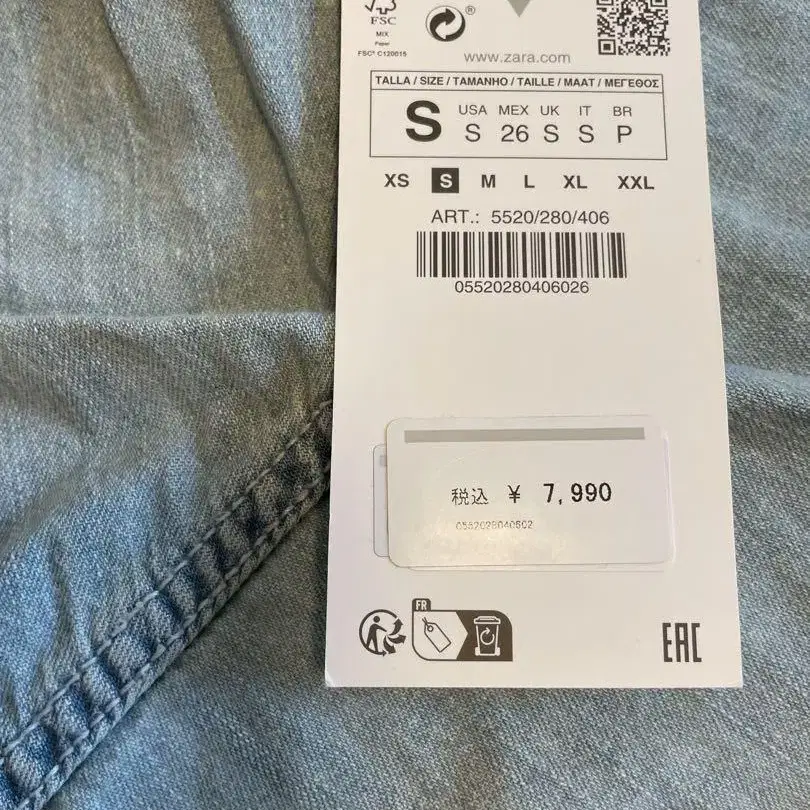 FSC
MIX
Paper
FSC® C120615
www.zara.com
TALLA / SIZE / TAMANHO / TAILLE / MAAT / ΜΕΓΕΘΟΣ
S USA MEX UK IT BR
S 26 S S P
XS S M L XL XXL
ART.: 5520/280/406
05520280406026
税込 ¥ 7,990
0552028040602
FR
EAC